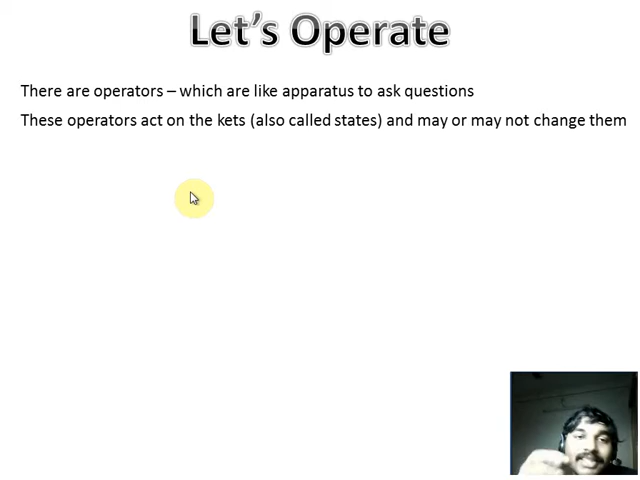 Let's Operate
There are operators – which are like apparatus to ask questions
These operators act on the kets (also called states) and may or may not change them